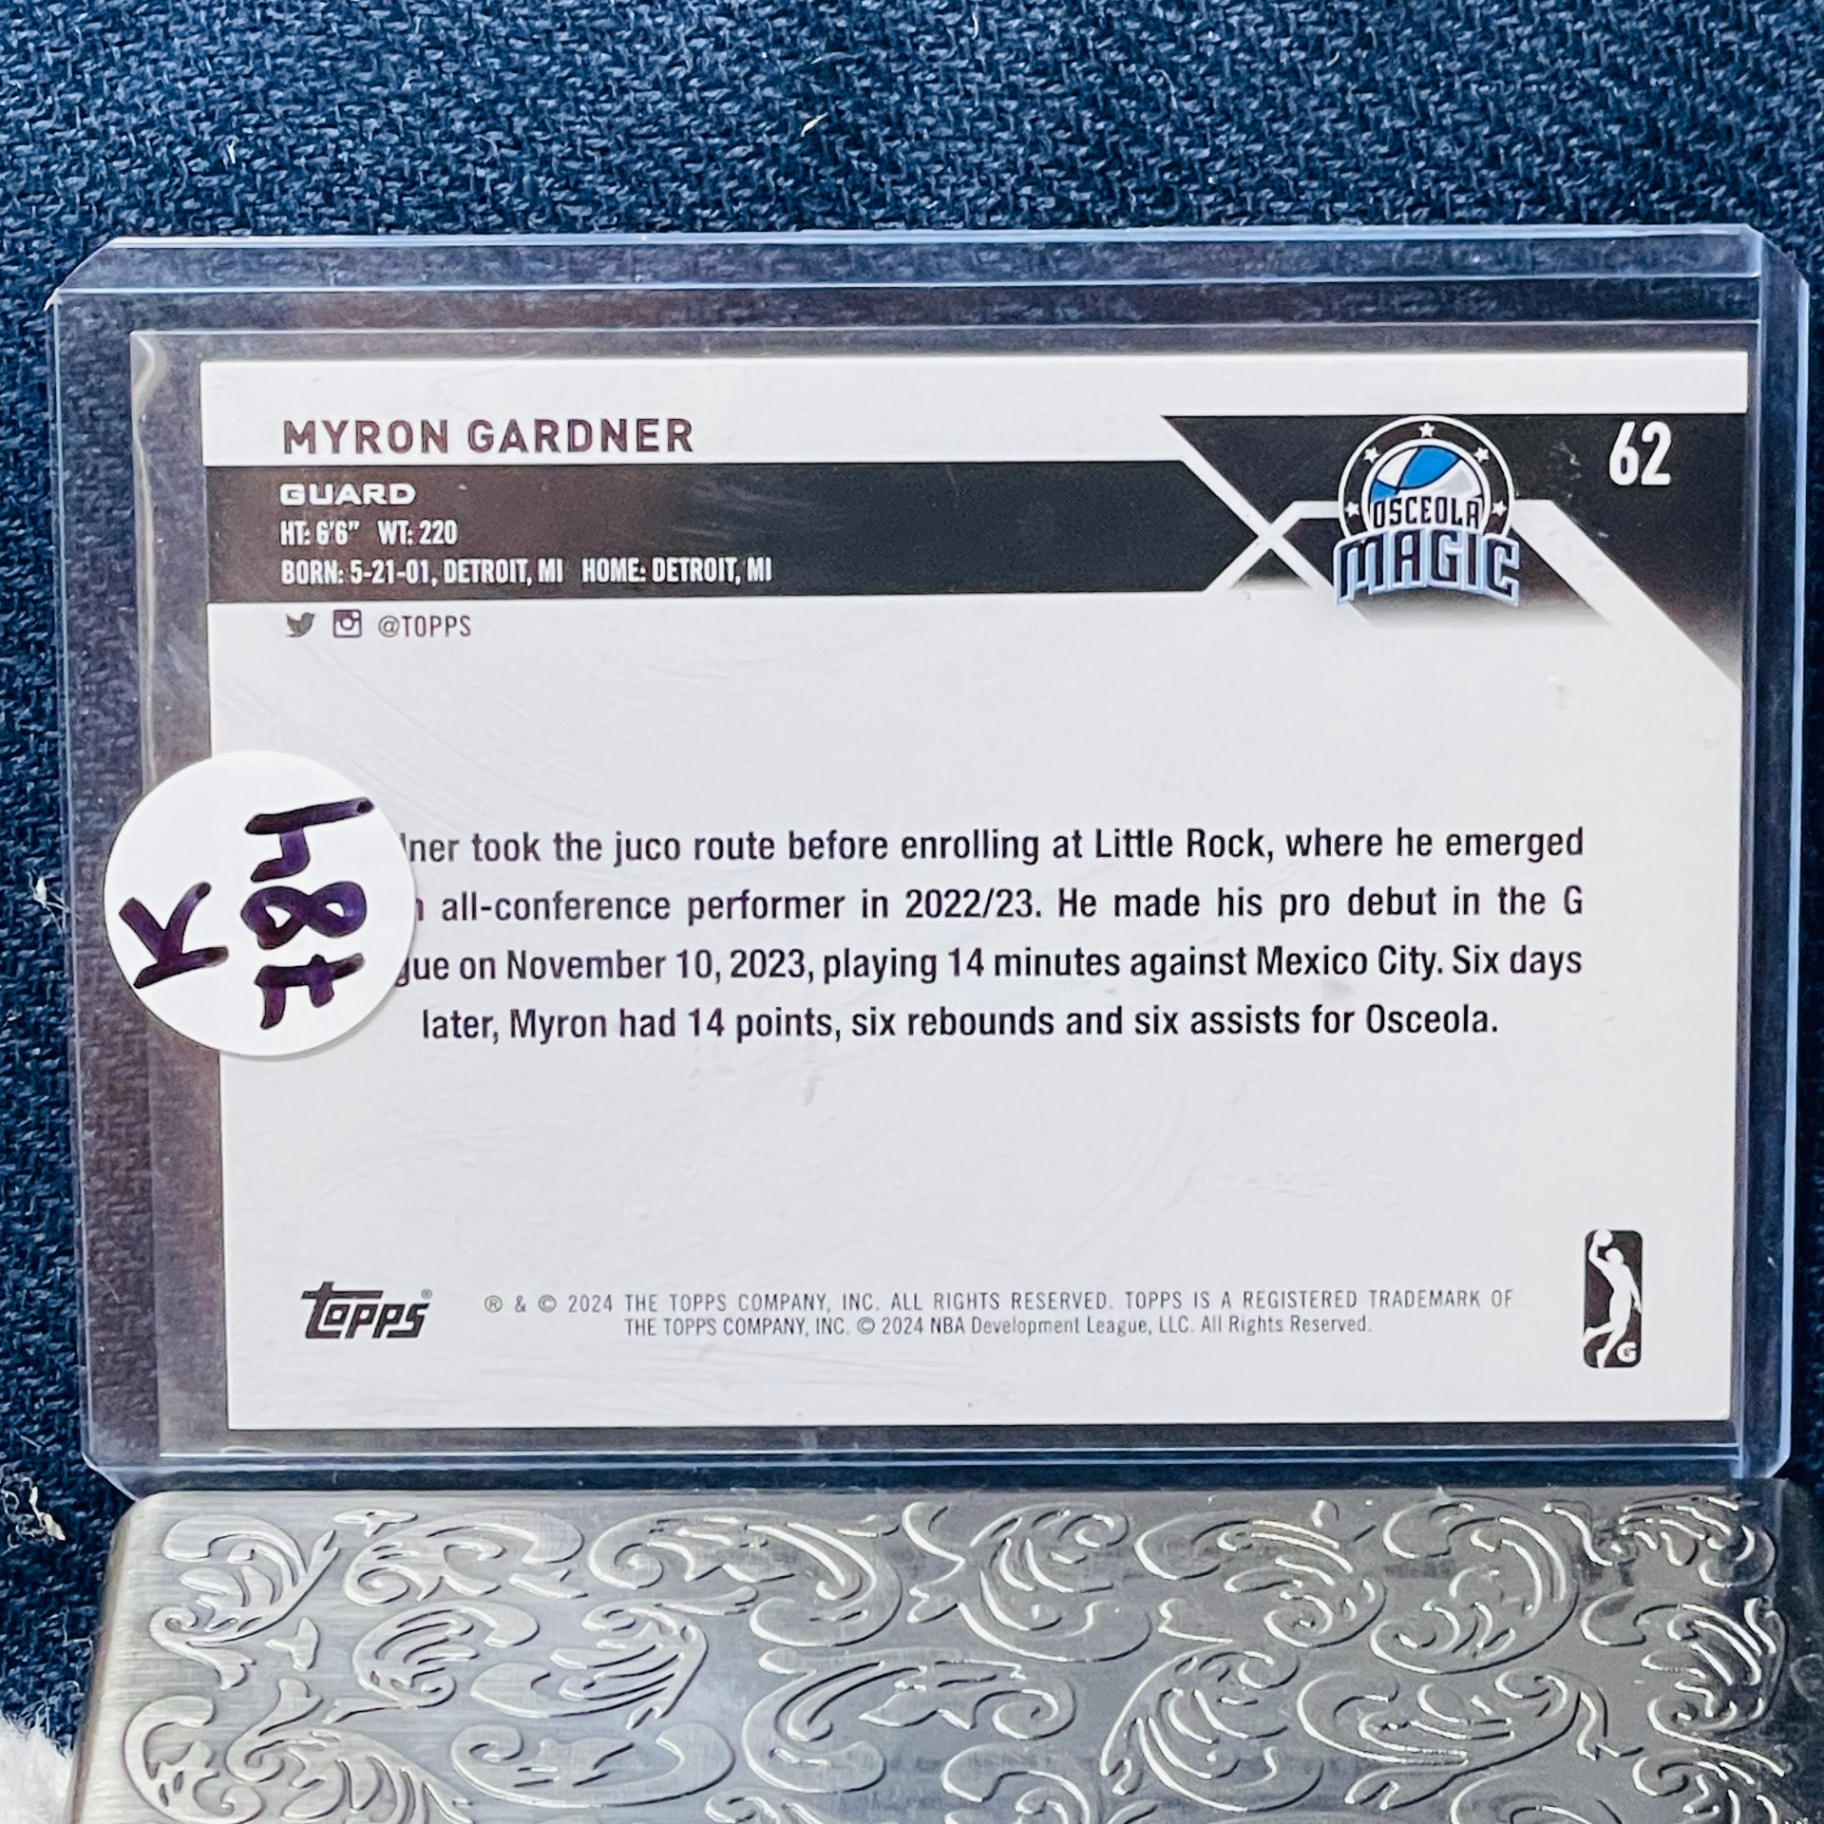 MYRON GARDNER
62
GUARD
HT: 6'6" WT: 220
BORN: 5-21-01, DETROIT, MI HOME: DETROIT, MI
OSCEOLA
MAGIC
@TOPPS
took the juco route before enrolling at Little Rock, where he emerged
all-conference performer in 2022/23. He made his pro debut in the G
on November 10, 2023, playing 14 minutes against Mexico City. Six days
later, Myron had 14 points, six rebounds and six assists for Osceola.
K
topps®
® & © 2024 THE TOPPS COMPANY, INC. ALL RIGHTS RESERVED. TOPPS IS A REGISTERED TRADEMARK OF
THE TOPPS COMPANY, INC. © 2024 NBA Development League, LLC. All Rights Reserved.
G